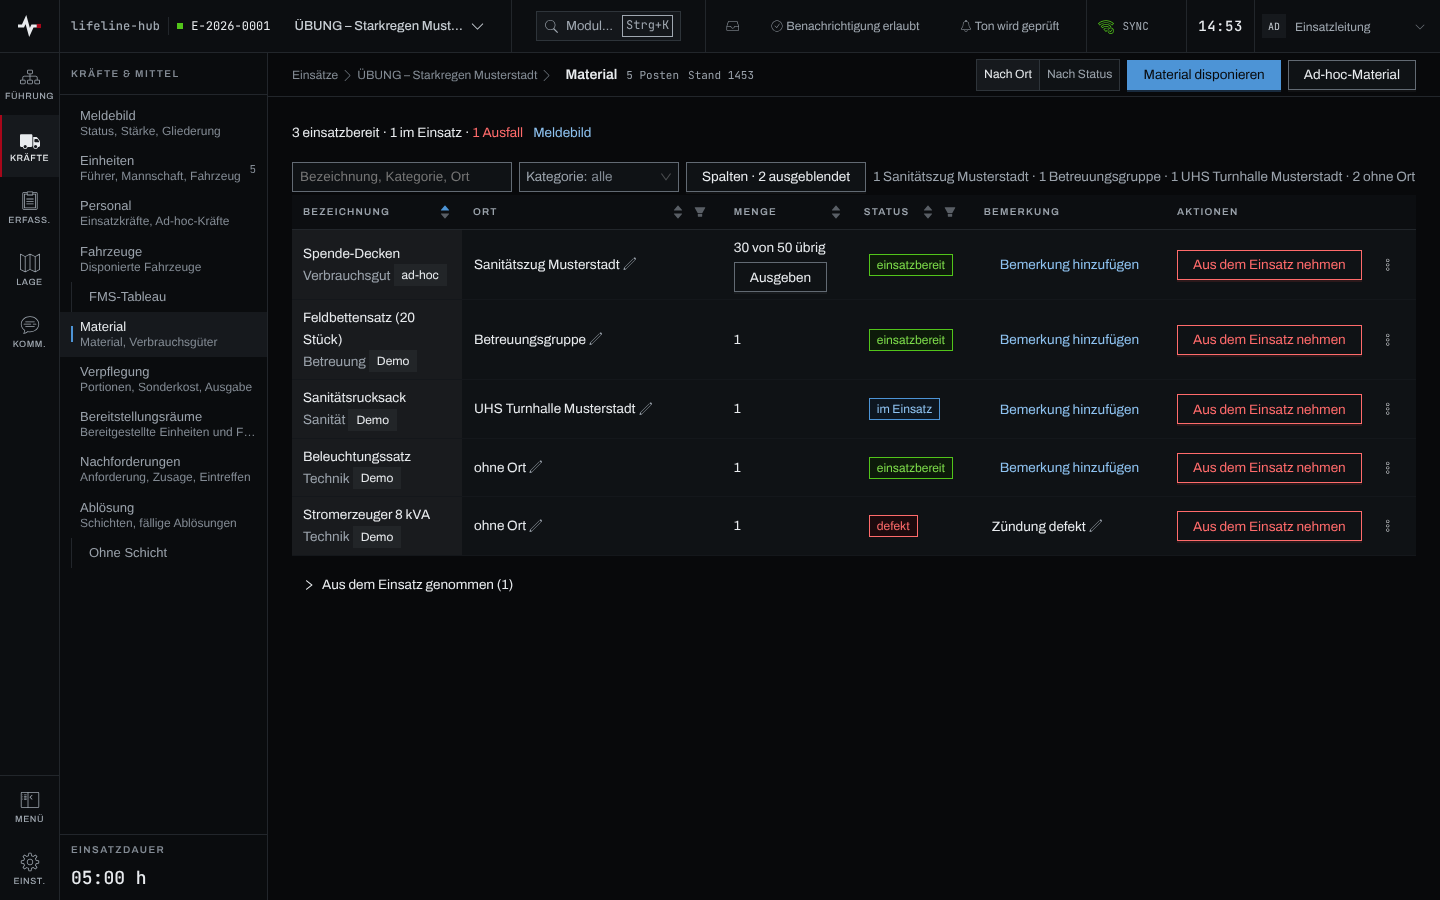 lifeline-hub
E-2026-0001
ÜBUNG – Starkregen Must...
Modul...
Strg+K
Benachrichtigung erlaubt
Ton wird geprüft
SYNC
14:53
AD
Einsatzleitung
FÜHRUNG
KRÄFTE
ERFASS.
LAGE
KOMM.
MENÜ
EINST.
KRÄFTE & MITTEL
Meldebild
Status, Stärke, Gliederung
Einheiten
Führer, Mannschaft, Fahrzeug
5
Personal
Einsatzkräfte, Ad-hoc-Kräfte
Fahrzeuge
Disponierte Fahrzeuge
FMS-Tableau
Material
Material, Verbrauchsgüter
Verpflegung
Portionen, Sonderkost, Ausgabe
Bereitstellungsräume
Bereitgestellte Einheiten und F...
Nachforderungen
Anforderung, Zusage, Eintreffen
Ablösung
Schichten, fällige Ablösungen
Ohne Schicht
EINSATZDAUER
05:00 h
Einsätze
ÜBUNG – Starkregen Musterstadt
Material
5 Posten
Stand 1453
Nach Ort
Nach Status
Material disponieren
Ad-hoc-Material
3 einsatzbereit · 1 im Einsatz · 1 Ausfall
Meldebild
Bezeichnung, Kategorie, Ort
Kategorie: alle
Spalten · 2 ausgeblendet
1 Sanitätszug Musterstadt · 1 Betreuungsgruppe · 1 UHS Turnhalle Musterstadt · 2 ohne Ort
BEZEICHNUNG
ORT
MENGE
STATUS
BEMERKUNG
AKTIONEN
Spende-Decken
Verbrauchsgut
ad-hoc
Sanitätszug Musterstadt
30 von 50 übrig
Ausgeben
einsatzbereit
Bemerkung hinzufügen
Aus dem Einsatz nehmen
Feldbettensatz (20
Stück)
Betreuung
Demo
Betreuungsgruppe
1
einsatzbereit
Bemerkung hinzufügen
Aus dem Einsatz nehmen
Sanitätsrucksack
Sanität
Demo
UHS Turnhalle Musterstadt
1
im Einsatz
Bemerkung hinzufügen
Aus dem Einsatz nehmen
Beleuchtungssatz
Technik
Demo
ohne Ort
1
einsatzbereit
Bemerkung hinzufügen
Aus dem Einsatz nehmen
Stromerzeuger 8 kVA
Technik
Demo
ohne Ort
1
defekt
Zündung defekt
Aus dem Einsatz nehmen
Aus dem Einsatz genommen (1)